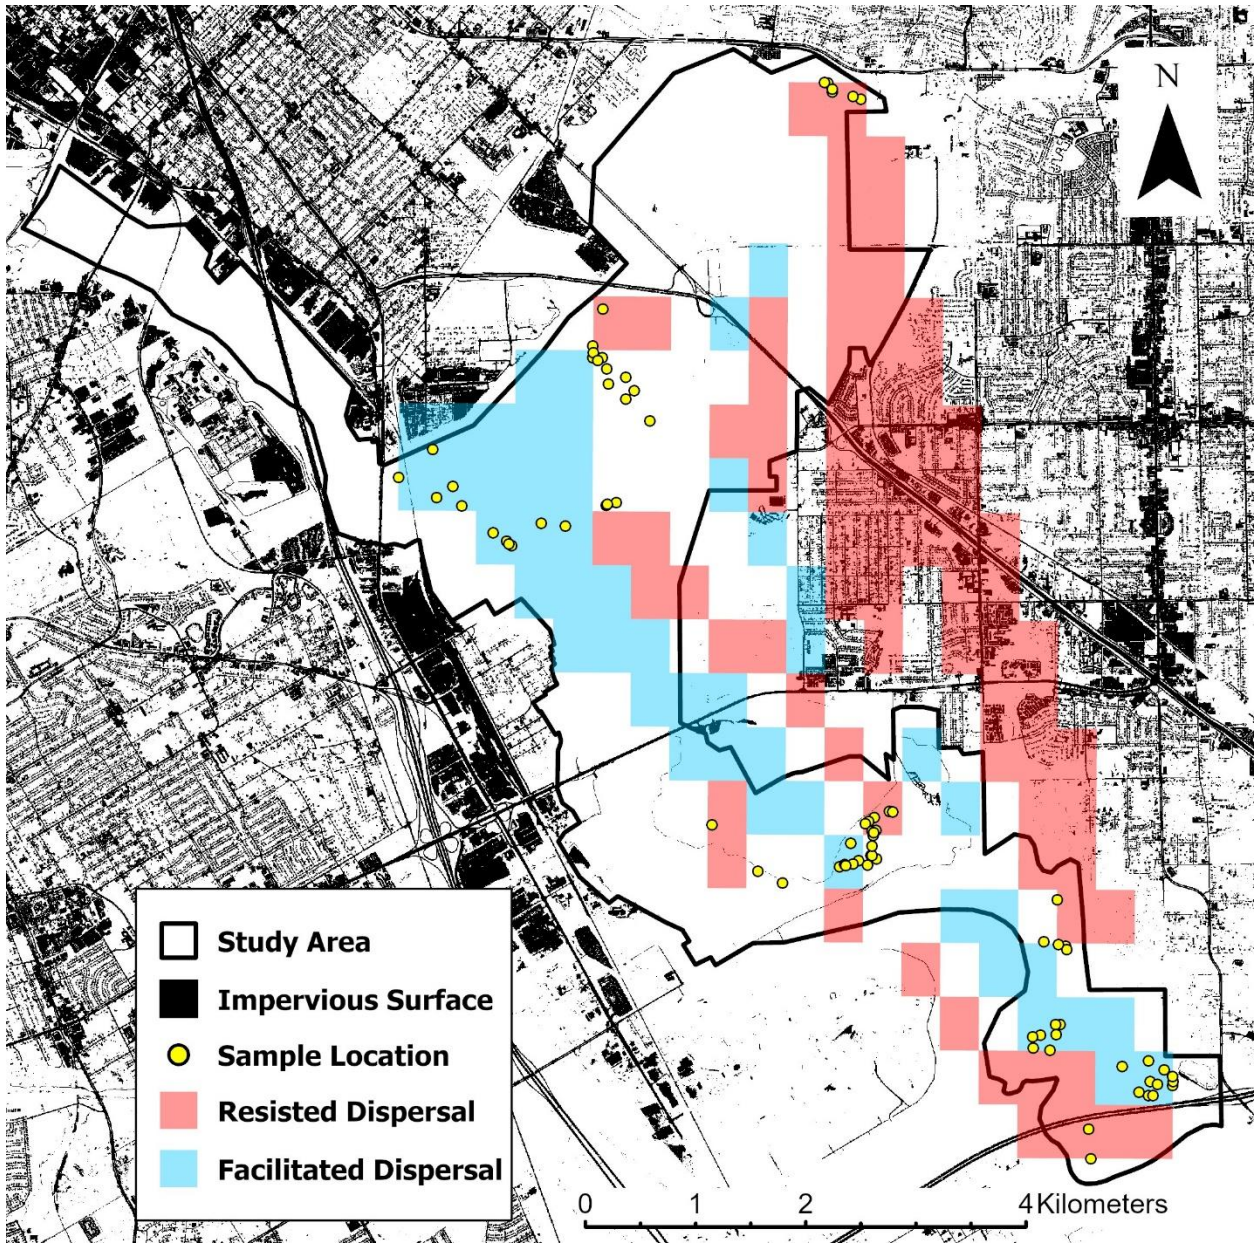 N
Study Area
Impervious Surface
Sample Location
Resisted Dispersal
Facilitated Dispersal
0 1 2 4 Kilometers